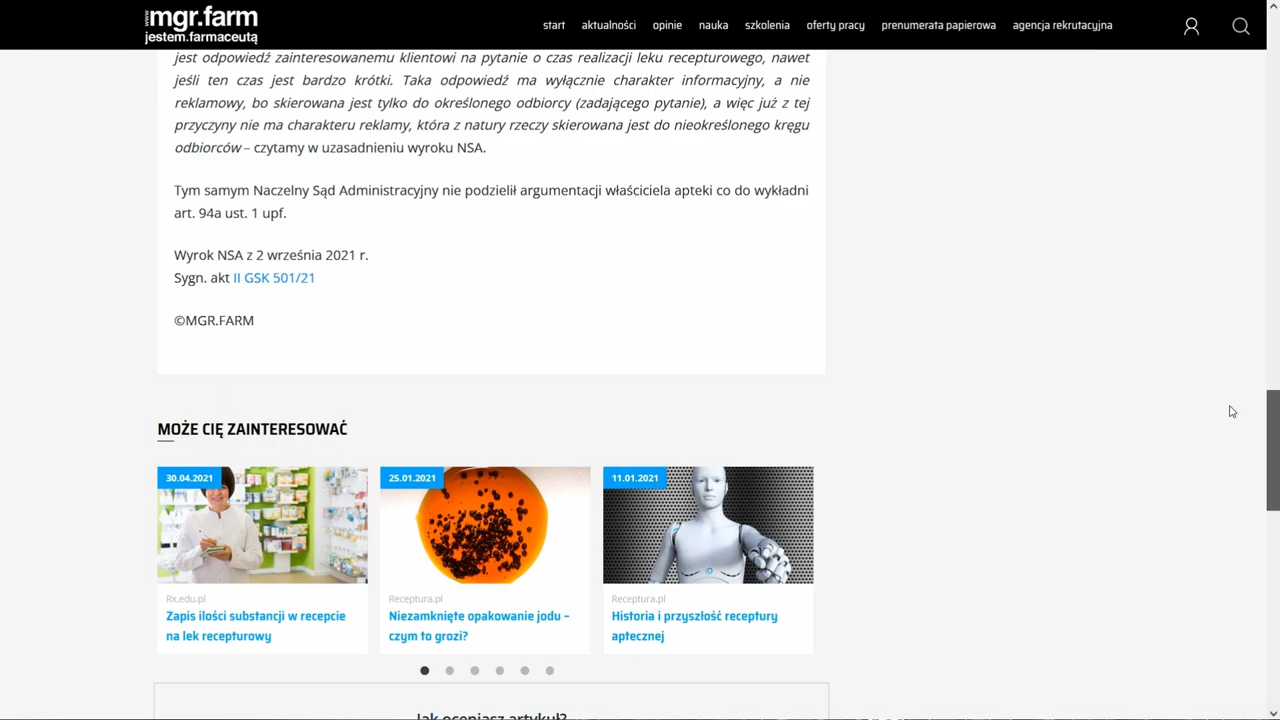 www.
mgr.farm
jestem.farmaceutą
start aktualności opinie nauka szkolenia oferty pracy prenumerata papierowa agencja rekrutacyjna
jest odpowiedź zainteresowanemu klientowi na pytanie o czas realizacji leku recepturowego, nawet
jeśli ten czas jest bardzo krótki. Taka odpowiedź ma wyłącznie charakter informacyjny, a nie
reklamowy, bo skierowana jest tylko do określonego odbiorcy (zadającego pytanie), a więc już z tej
przyczyny nie ma charakteru reklamy, która z natury rzeczy skierowana jest do nieokreślonego kręgu
odbiorców – czytamy w uzasadnieniu wyroku NSA.
Tym samym Naczelny Sąd Administracyjny nie podzielił argumentacji właściciela apteki co do wykładni
art. 94a ust. 1 upf.
Wyrok NSA z 2 września 2021 r.
Sygn. akt II GSK 501/21
©MGR.FARM
MOŻE CIĘ ZAINTERESOWAĆ
30.04.2021
Rx.edu.pl
Zapis ilości substancji w recepcie
na lek recepturowy
25.01.2021
Receptura.pl
Niezamknięte opakowanie jodu –
czym to grozi?
11.01.2021
Receptura.pl
Historia i przyszłość receptury
aptecznej
Jak oceniasz artykuł?